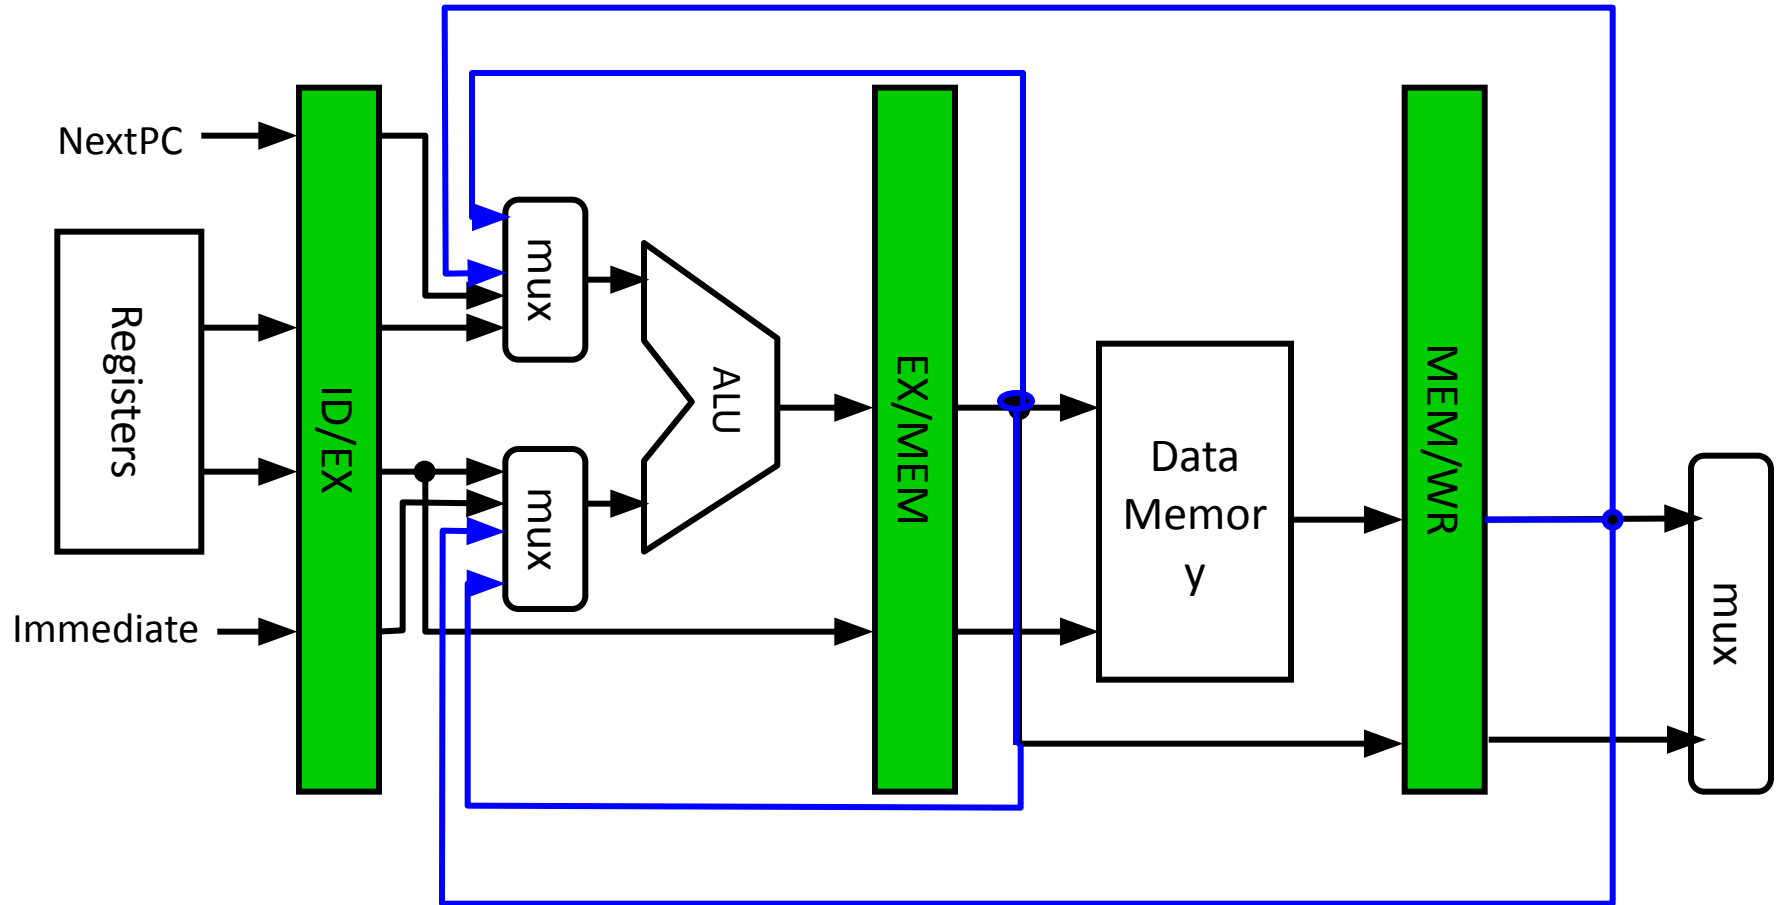 NextPC
Registers
Immediate
ID/EX
mux
mux
ALU
EX/MEM
Data
Memor
y
MEM/WR
mux